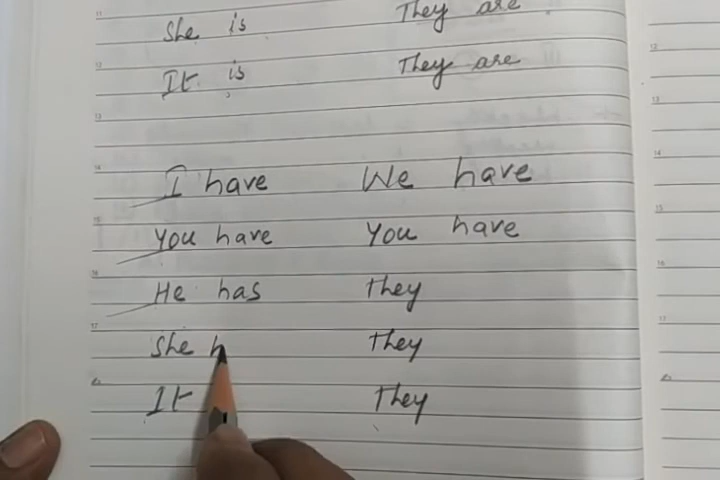 She is They are
It is They are
I have We have
You have You have
He has they
She h they
It They